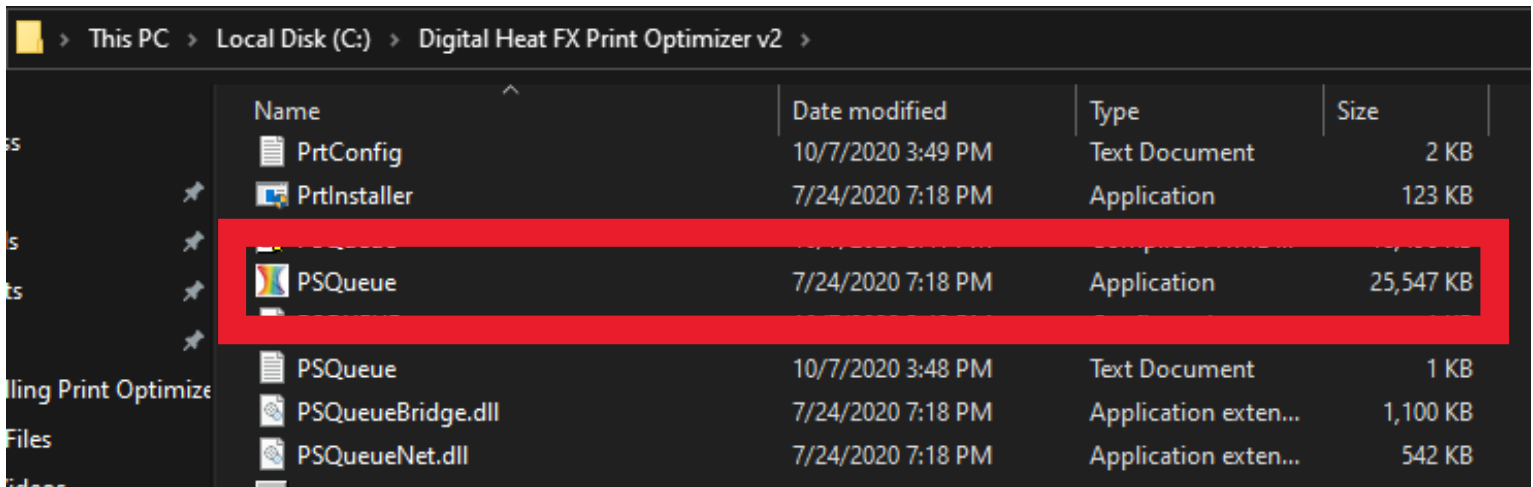 This PC > Local Disk (C:) > Digital Heat FX Print Optimizer v2 >
Name Date modified Type Size
PrtConfig 10/7/2020 3:49 PM Text Document 2 KB
PrtInstaller 7/24/2020 7:18 PM Application 123 KB
PSQueue 7/24/2020 7:18 PM Application 25,547 KB
PSQueue 10/7/2020 3:48 PM Text Document 1 KB
lling Print Optimize
PSQueueBridge.dll 7/24/2020 7:18 PM Application exten... 1,100 KB
Files
PSQueueNet.dll 7/24/2020 7:18 PM Application exten... 542 KB